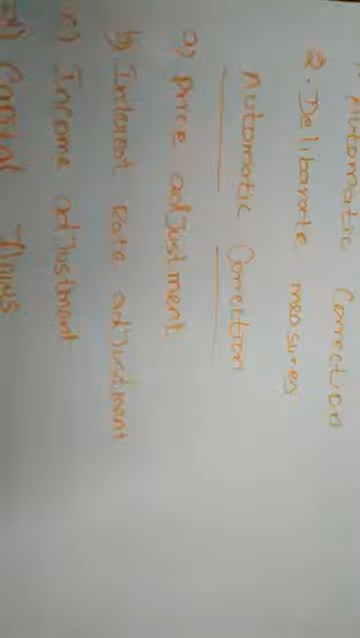 Automatic Correction
2. Deliberate measures
Automatic Correction
a) Price adjustment
b) Interest Rate adjustment
c) Income adjustment
d) Capital flows